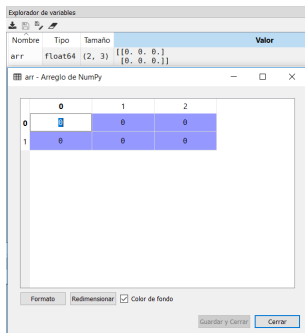 Explorador de variables
Nombre Tipo Tamaño Valor
arr float64 (2, 3) [[0. 0. 0.]
[0. 0. 0.]]
arr - Arreglo de NumPy
0 1 2
0 0 0 0
1 0 0 0
Formato Redimensionar Color de fondo
Guardar y Cerrar Cerrar